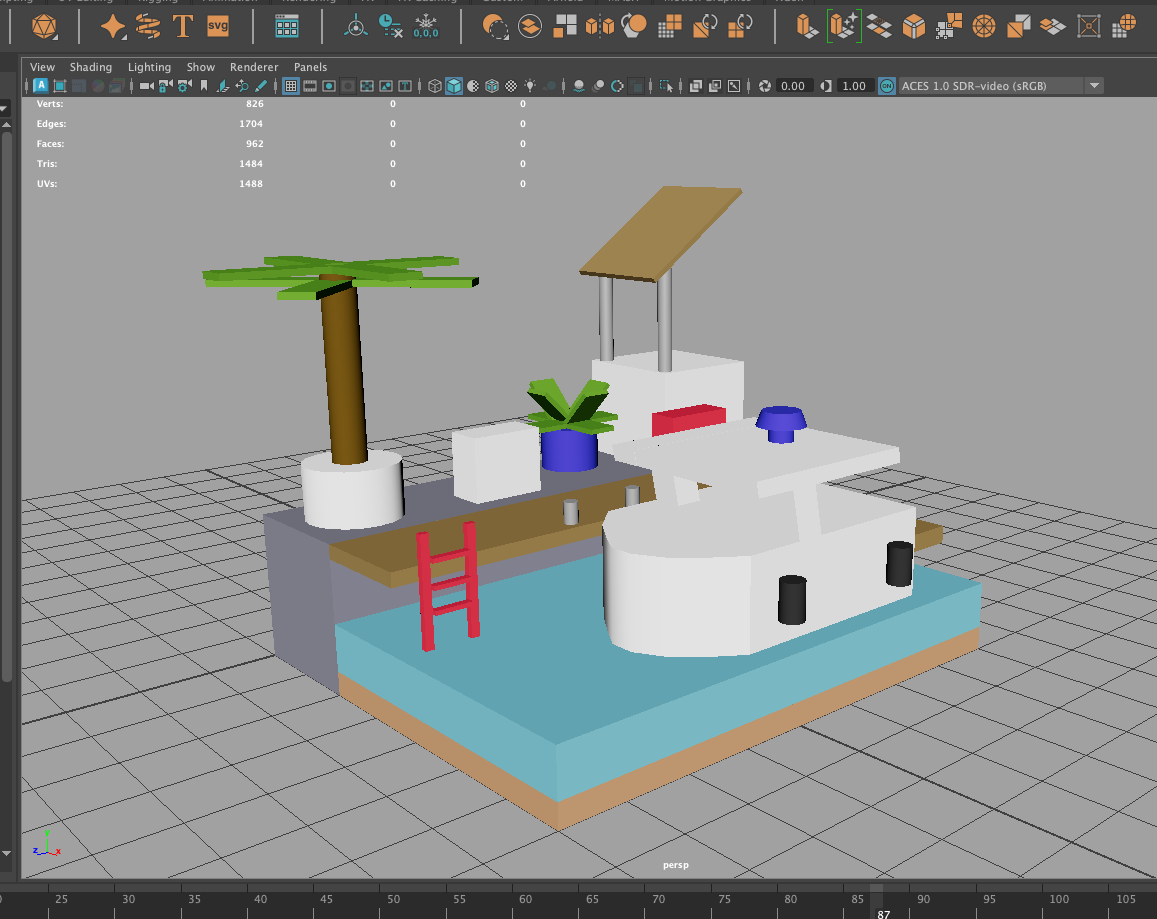 svg
0,0,0
View Shading Lighting Show Renderer Panels
A 0.00 1.00 ON ACES 1.0 SDR-video (sRGB)
Verts: 826 0 0
Edges: 1704 0 0
Faces: 962 0 0
Tris: 1484 0 0
UVs: 1488 0 0
Y
Z X
persp
25 30 35 40 45 50 55 60 65 70 75 80 85 90 95 100 105
87